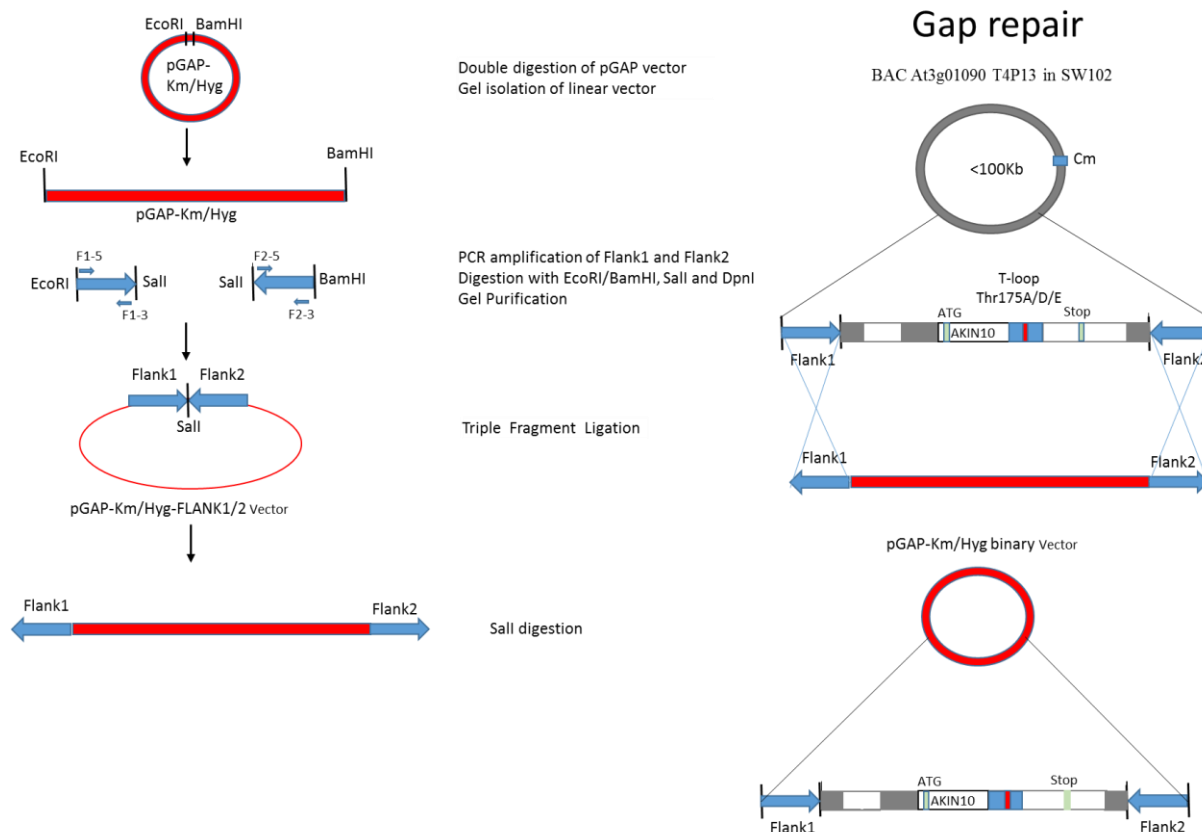 EcoRI BamHI
pGAP-
Km/Hyg
Double digestion of pGAP vector
Gel isolation of linear vector
EcoRI
BamHI
pGAP-Km/Hyg
F1-5
F2-5
EcoRI
SalI
SalI
BamHI
F1-3
F2-3
PCR amplification of Flank1 and Flank2
Digestion with EcoRI/BamHI, SalI and DpnI
Gel Purification
Flank1 Flank2
SalI
Triple Fragment Ligation
pGAP-Km/Hyg-FLANK1/2 Vector
Flank1
Flank2
SalI digestion
Gap repair
BAC At3g01090 T4P13 in SW102
<100Kb
Cm
T-loop
Thr175A/D/E
ATG
Stop
AKIN10
Flank1
Flank2
Flank1
Flank2
pGAP-Km/Hyg binary Vector
ATG
Stop
AKIN10
Flank1
Flank2